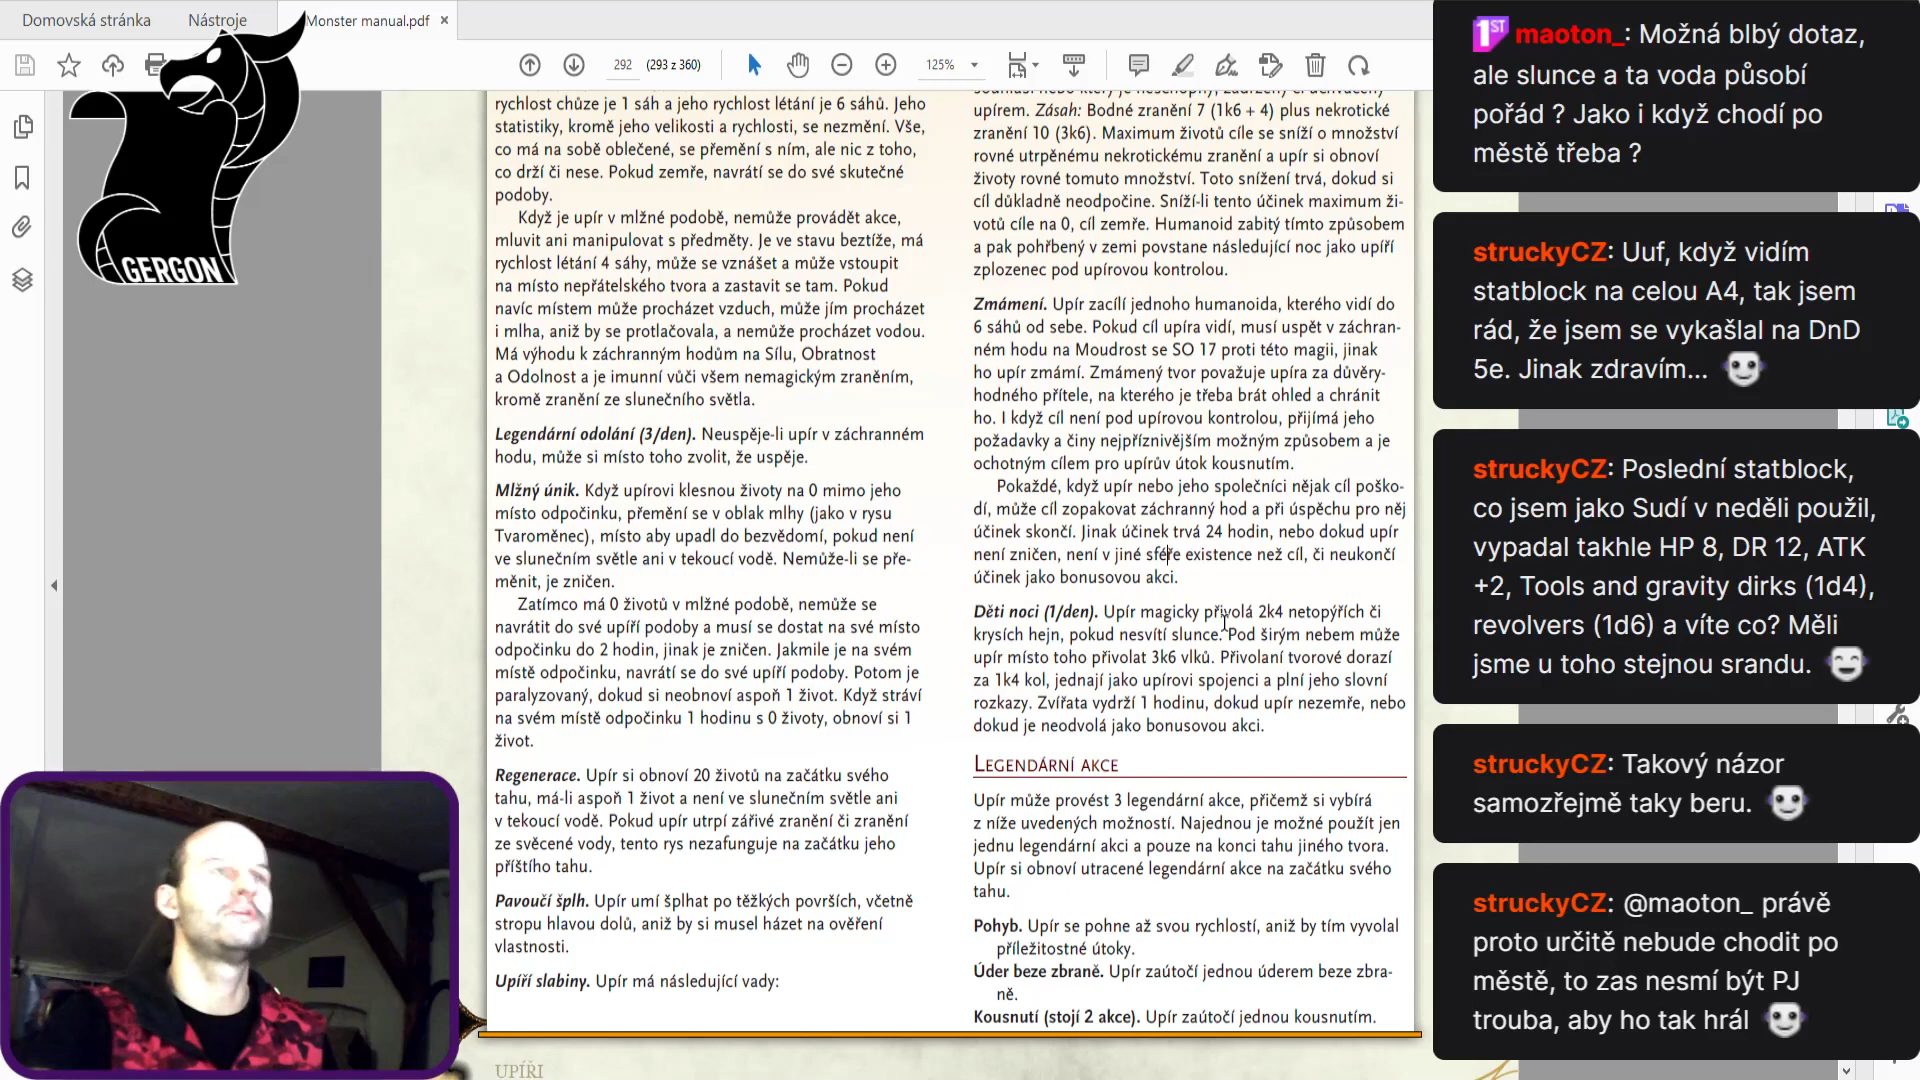 Domovská stránka
Nástroje
Monster manual.pdf
292
(293 z 360)
125%
GERGON
rychlost chůze je 1 sáh a jeho rychlost létání je 6 sáhů. Jeho
statistiky, kromě jeho velikosti a rychlosti, se nezmění. Vše,
co má na sobě oblečené, se přemění s ním, ale nic z toho,
co drží či nese. Pokud zemře, navrátí se do své skutečné
podoby.
Když je upír v mlžné podobě, nemůže provádět akce,
mluvit ani manipulovat s předměty. Je ve stavu beztíže, má
rychlost létání 4 sáhy, může se vznášet a může vstoupit
na místo nepřátelského tvora a zastavit se tam. Pokud
navíc místem může procházet vzduch, může jím procházet
i mlha, aniž by se protlačovala, a nemůže procházet vodou.
Má výhodu k záchranným hodům na Sílu, Obratnost
a Odolnost a je imunní vůči všem nemagickým zraněním,
kromě zranění ze slunečního světla.
Legendární odolání (3/den). Neuspěje-li upír v záchranném
hodu, může si místo toho zvolit, že uspěje.
Mlžný únik. Když upírovi klesnou životy na 0 mimo jeho
místo odpočinku, přemění se v oblak mlhy (jako v rysu
Tvaroměnec), místo aby upadl do bezvědomí, pokud není
ve slunečním světle ani v tekoucí vodě. Nemůže-li se pře-
měnit, je zničen.
Zatímco má 0 životů v mlžné podobě, nemůže se
navrátit do své upíří podoby a musí se dostat na své místo
odpočinku do 2 hodin, jinak je zničen. Jakmile je na svém
místě odpočinku, navrátí se do své upíří podoby. Potom je
paralyzovaný, dokud si neobnoví aspoň 1 život. Když stráví
na svém místě odpočinku 1 hodinu s 0 životy, obnoví si 1
život.
Regenerace. Upír si obnoví 20 životů na začátku svého
tahu, má-li aspoň 1 život a není ve slunečním světle ani
v tekoucí vodě. Pokud upír utrpí zářivé zranění či zranění
ze svěcené vody, tento rys nezafunguje na začátku jeho
příštího tahu.
Pavoučí šplh. Upír umí šplhat po těžkých površích, včetně
stropu hlavou dolů, aniž by si musel házet na ověření
vlastnosti.
Upíří slabiny. Upír má následující vady:
souhlasí nebo který je neschopný, zadržený či uchvácený
upírem. Zásah: Bodné zranění 7 (1k6 + 4) plus nekrotické
zranění 10 (3k6). Maximum životů cíle se sníží o množství
rovné utrpěnému nekrotickému zranění a upír si obnoví
životy rovné tomuto množství. Toto snížení trvá, dokud si
cíl důkladně neodpočine. Sníží-li tento účinek maximum ži-
votů cíle na 0, cíl zemře. Humanoid zabitý tímto způsobem
a pak pohřbený v zemi povstane následující noc jako upíří
zplozenec pod upírovou kontrolou.
Zmámení. Upír zacílí jednoho humanoida, kterého vidí do
6 sáhů od sebe. Pokud cíl upíra vidí, musí uspět v záchran-
ném hodu na Moudrost se SO 17 proti této magii, jinak
ho upír zmámí. Zmámený tvor považuje upíra za důvěry-
hodného přítele, na kterého je třeba brát ohled a chránit
ho. I když cíl není pod upírovou kontrolou, přijímá jeho
požadavky a činy nejpříznivějším možným způsobem a je
ochotným cílem pro upírův útok kousnutím.
Pokaždé, když upír nebo jeho společníci nějak cíl poško-
dí, může cíl zopakovat záchranný hod a při úspěchu pro něj
účinek skončí. Jinak účinek trvá 24 hodin, nebo dokud upír
není zničen, není v jiné sféře existence než cíl, či neukončí
účinek jako bonusovou akci.
Děti noci (1/den). Upír magicky přivolá 2k4 netopýřích či
krysích hejn, pokud nesvítí slunce. Pod širým nebem může
upír místo toho přivolat 3k6 vlků. Přivolaní tvorové dorazí
za 1k4 kol, jednají jako upírovi spojenci a plní jeho slovní
rozkazy. Zvířata vydrží 1 hodinu, dokud upír nezemře, nebo
dokud je neodvolá jako bonusovou akci.
LEGENDÁRNÍ AKCE
Upír může provést 3 legendární akce, přičemž si vybírá
z níže uvedených možností. Najednou je možné použít jen
jednu legendární akci a pouze na konci tahu jiného tvora.
Upír si obnoví utracené legendární akce na začátku svého
tahu.
Pohyb. Upír se pohne až svou rychlostí, aniž by tím vyvolal
příležitostné útoky.
Úder beze zbraně. Upír zaútočí jednou úderem beze zbra-
ně.
Kousnutí (stojí 2 akce). Upír zaútočí jednou kousnutím.
UPÍŘI
1ST maoton_: Možná blbý dotaz,
ale slunce a ta voda působí
pořád ? Jako i když chodí po
městě třeba ?
struckyCZ: Uuf, když vidím
statblock na celou A4, tak jsem
rád, že jsem se vykašlal na DnD
5e. Jinak zdravím...
struckyCZ: Poslední statblock,
co jsem jako Sudí v neděli použil,
vypadal takhle HP 8, DR 12, ATK
+2, Tools and gravity dirks (1d4),
revolvers (1d6) a víte co? Měli
jsme u toho stejnou srandu.
struckyCZ: Takový názor
samozřejmě taky beru.
struckyCZ: @maoton_ právě
proto určitě nebude chodit po
městě, to zas nesmí být PJ
trouba, aby ho tak hrál